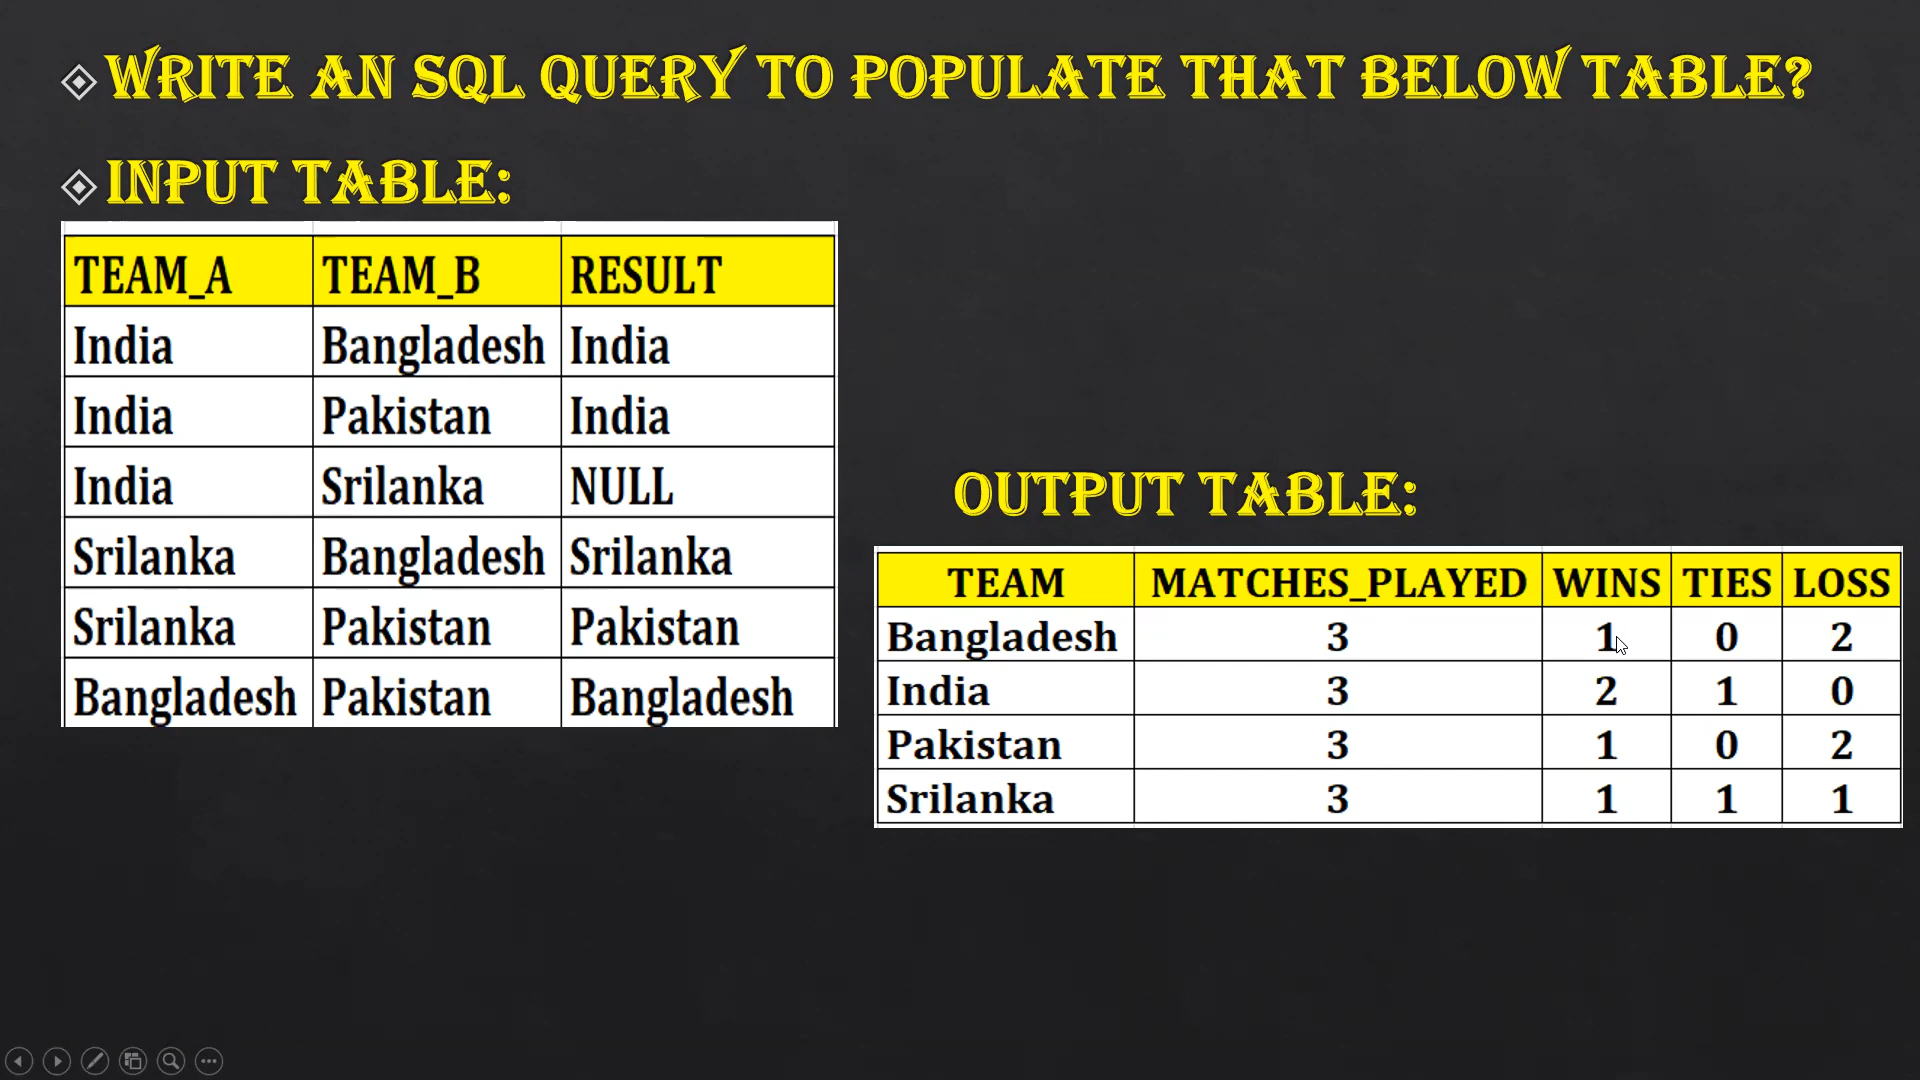 WRITE AN SQL QUERY TO POPULATE THAT BELOW TABLE?
INPUT TABLE:
TEAM_A TEAM_B RESULT
India Bangladesh India
India Pakistan India
India Srilanka NULL
Srilanka Bangladesh Srilanka
Srilanka Pakistan Pakistan
Bangladesh Pakistan Bangladesh
OUTPUT TABLE:
TEAM MATCHES_PLAYED WINS TIES LOSS
Bangladesh 3 1 0 2
India 3 2 1 0
Pakistan 3 1 0 2
Srilanka 3 1 1 1